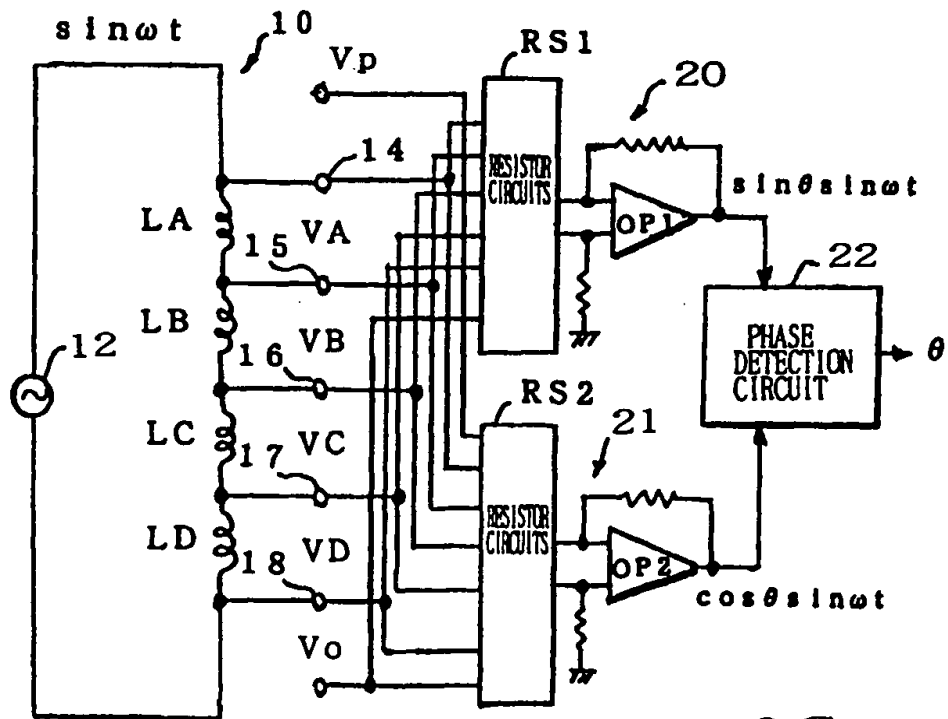 sinωt
10
Vp
RS1
20
14
RESISTOR
CIRCUITS
sinθsinωt
LA
VA
OP1
15
22
LB
VB
12
16
PHASE
DETECTION
CIRCUIT
θ
RS2
LC
VC
21
17
RESISTOR
CIRCUITS
LD
VD
OP2
18
cosθsinωt
Vo